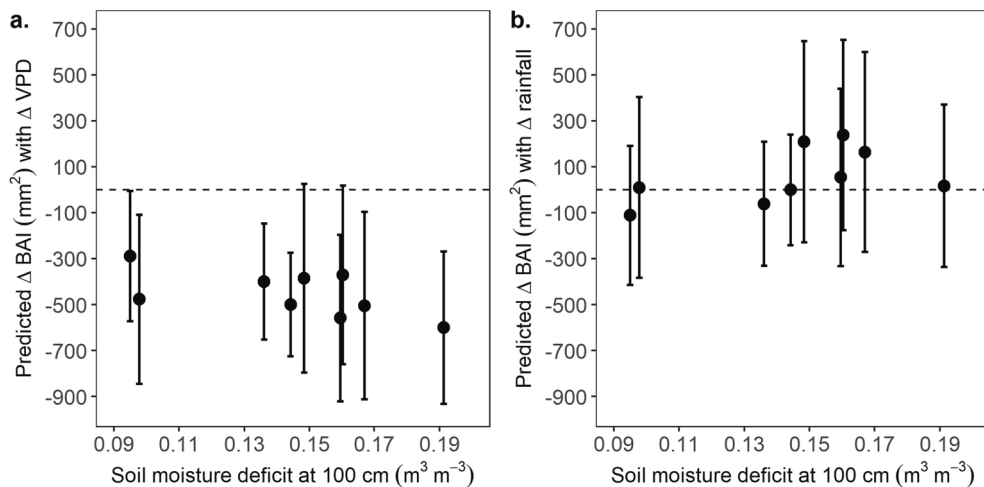 a.
Predicted Δ BAI (mm²) with Δ VPD
700
500
300
100
-100
-300
-500
-700
-900
0.09 0.11 0.13 0.15 0.17 0.19
Soil moisture deficit at 100 cm (m³ m⁻³)
b.
Predicted Δ BAI (mm²) with Δ rainfall
700
500
300
100
-100
-300
-500
-700
-900
0.09 0.11 0.13 0.15 0.17 0.19
Soil moisture deficit at 100 cm (m³ m⁻³)